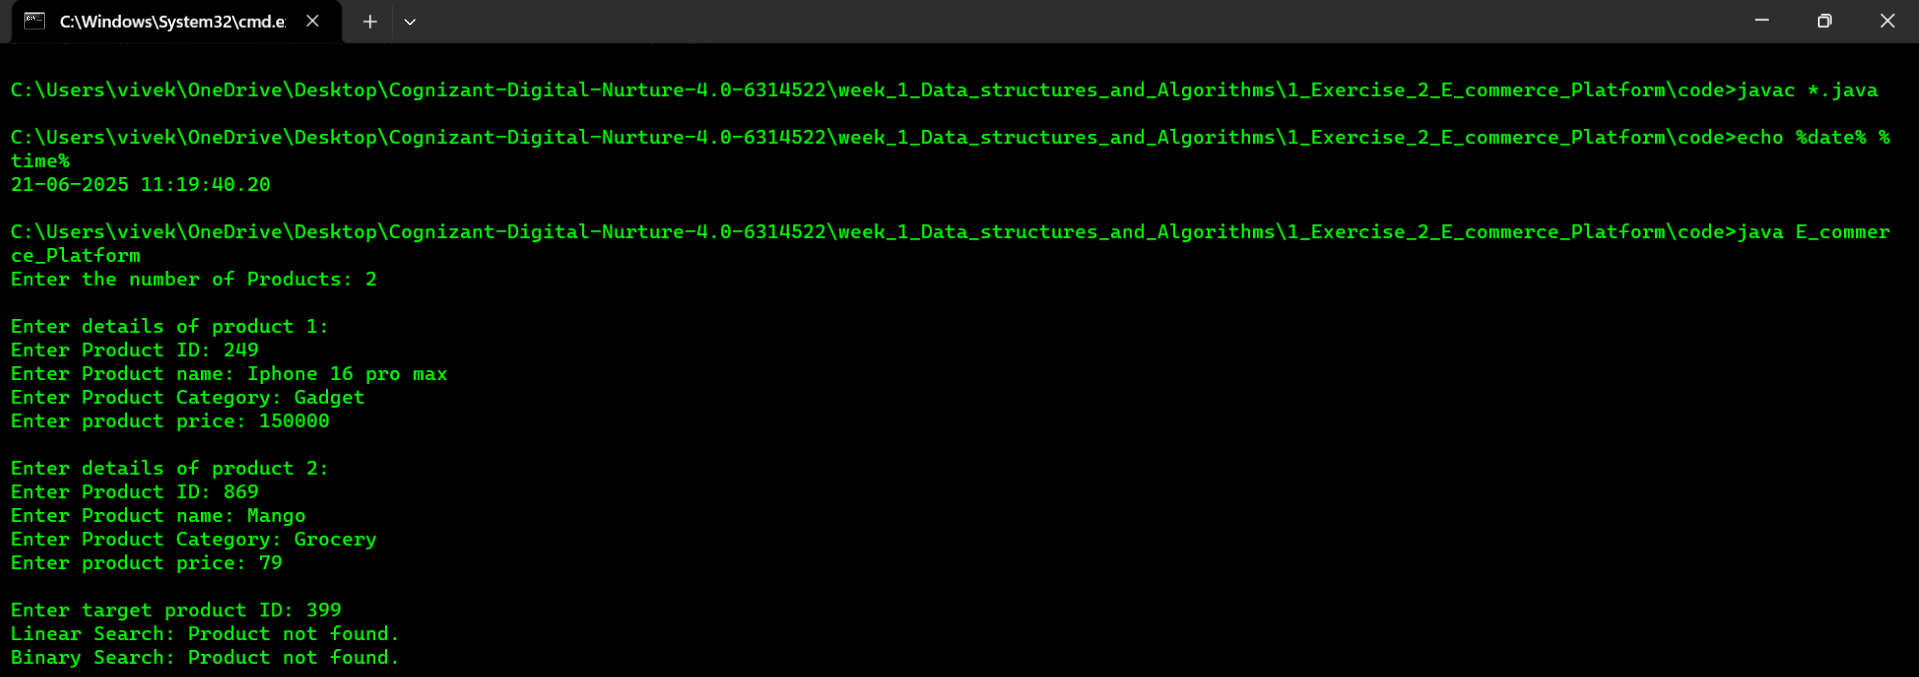 C:\Windows\System32\cmd.e:
C:\Users\vivek\OneDrive\Desktop\Cognizant-Digital-Nurture-4.0-6314522\week_1_Data_structures_and_Algorithms\1_Exercise_2_E_commerce_Platform\code>javac *.java
C:\Users\vivek\OneDrive\Desktop\Cognizant-Digital-Nurture-4.0-6314522\week_1_Data_structures_and_Algorithms\1_Exercise_2_E_commerce_Platform\code>echo %date% %
time%
21-06-2025 11:19:40.20
C:\Users\vivek\OneDrive\Desktop\Cognizant-Digital-Nurture-4.0-6314522\week_1_Data_structures_and_Algorithms\1_Exercise_2_E_commerce_Platform\code>java E_commer
ce_Platform
Enter the number of Products: 2
Enter details of product 1:
Enter Product ID: 249
Enter Product name: Iphone 16 pro max
Enter Product Category: Gadget
Enter product price: 150000
Enter details of product 2:
Enter Product ID: 869
Enter Product name: Mango
Enter Product Category: Grocery
Enter product price: 79
Enter target product ID: 399
Linear Search: Product not found.
Binary Search: Product not found.